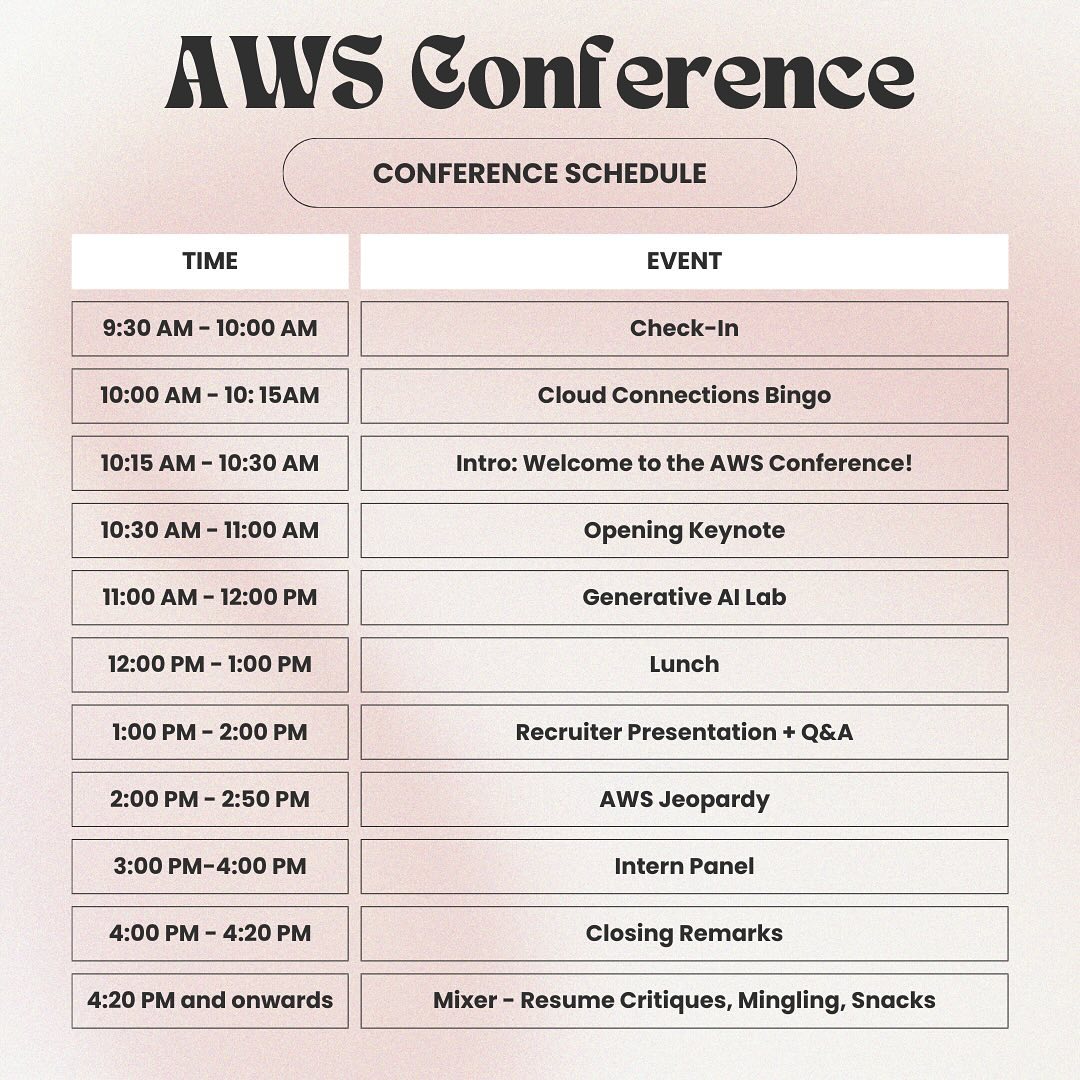 AWS Conference
CONFERENCE SCHEDULE
TIME EVENT
9:30 AM - 10:00 AM Check-In
10:00 AM - 10: 15AM Cloud Connections Bingo
10:15 AM - 10:30 AM Intro: Welcome to the AWS Conference!
10:30 AM - 11:00 AM Opening Keynote
11:00 AM - 12:00 PM Generative AI Lab
12:00 PM - 1:00 PM Lunch
1:00 PM - 2:00 PM Recruiter Presentation + Q&A
2:00 PM - 2:50 PM AWS Jeopardy
3:00 PM-4:00 PM Intern Panel
4:00 PM - 4:20 PM Closing Remarks
4:20 PM and onwards Mixer - Resume Critiques, Mingling, Snacks